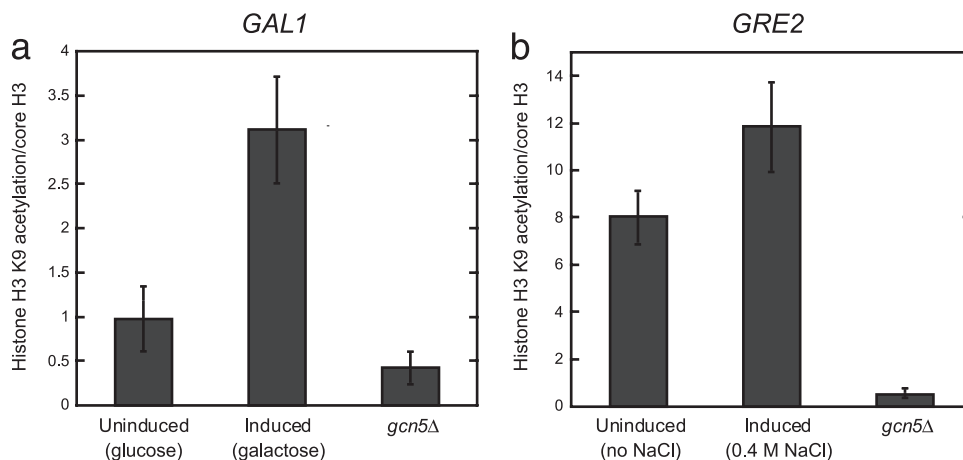 a
GAL1
Histone H3 K9 acetylation/core H3
4
3.5
3
2.5
2
1.5
1
0.5
0
Uninduced
(glucose)
Induced
(galactose)
gcn5Δ
b
GRE2
Histone H3 K9 acetylation/core H3
14
12
10
8
6
4
2
0
Uninduced
(no NaCl)
Induced
(0.4 M NaCl)
gcn5Δ